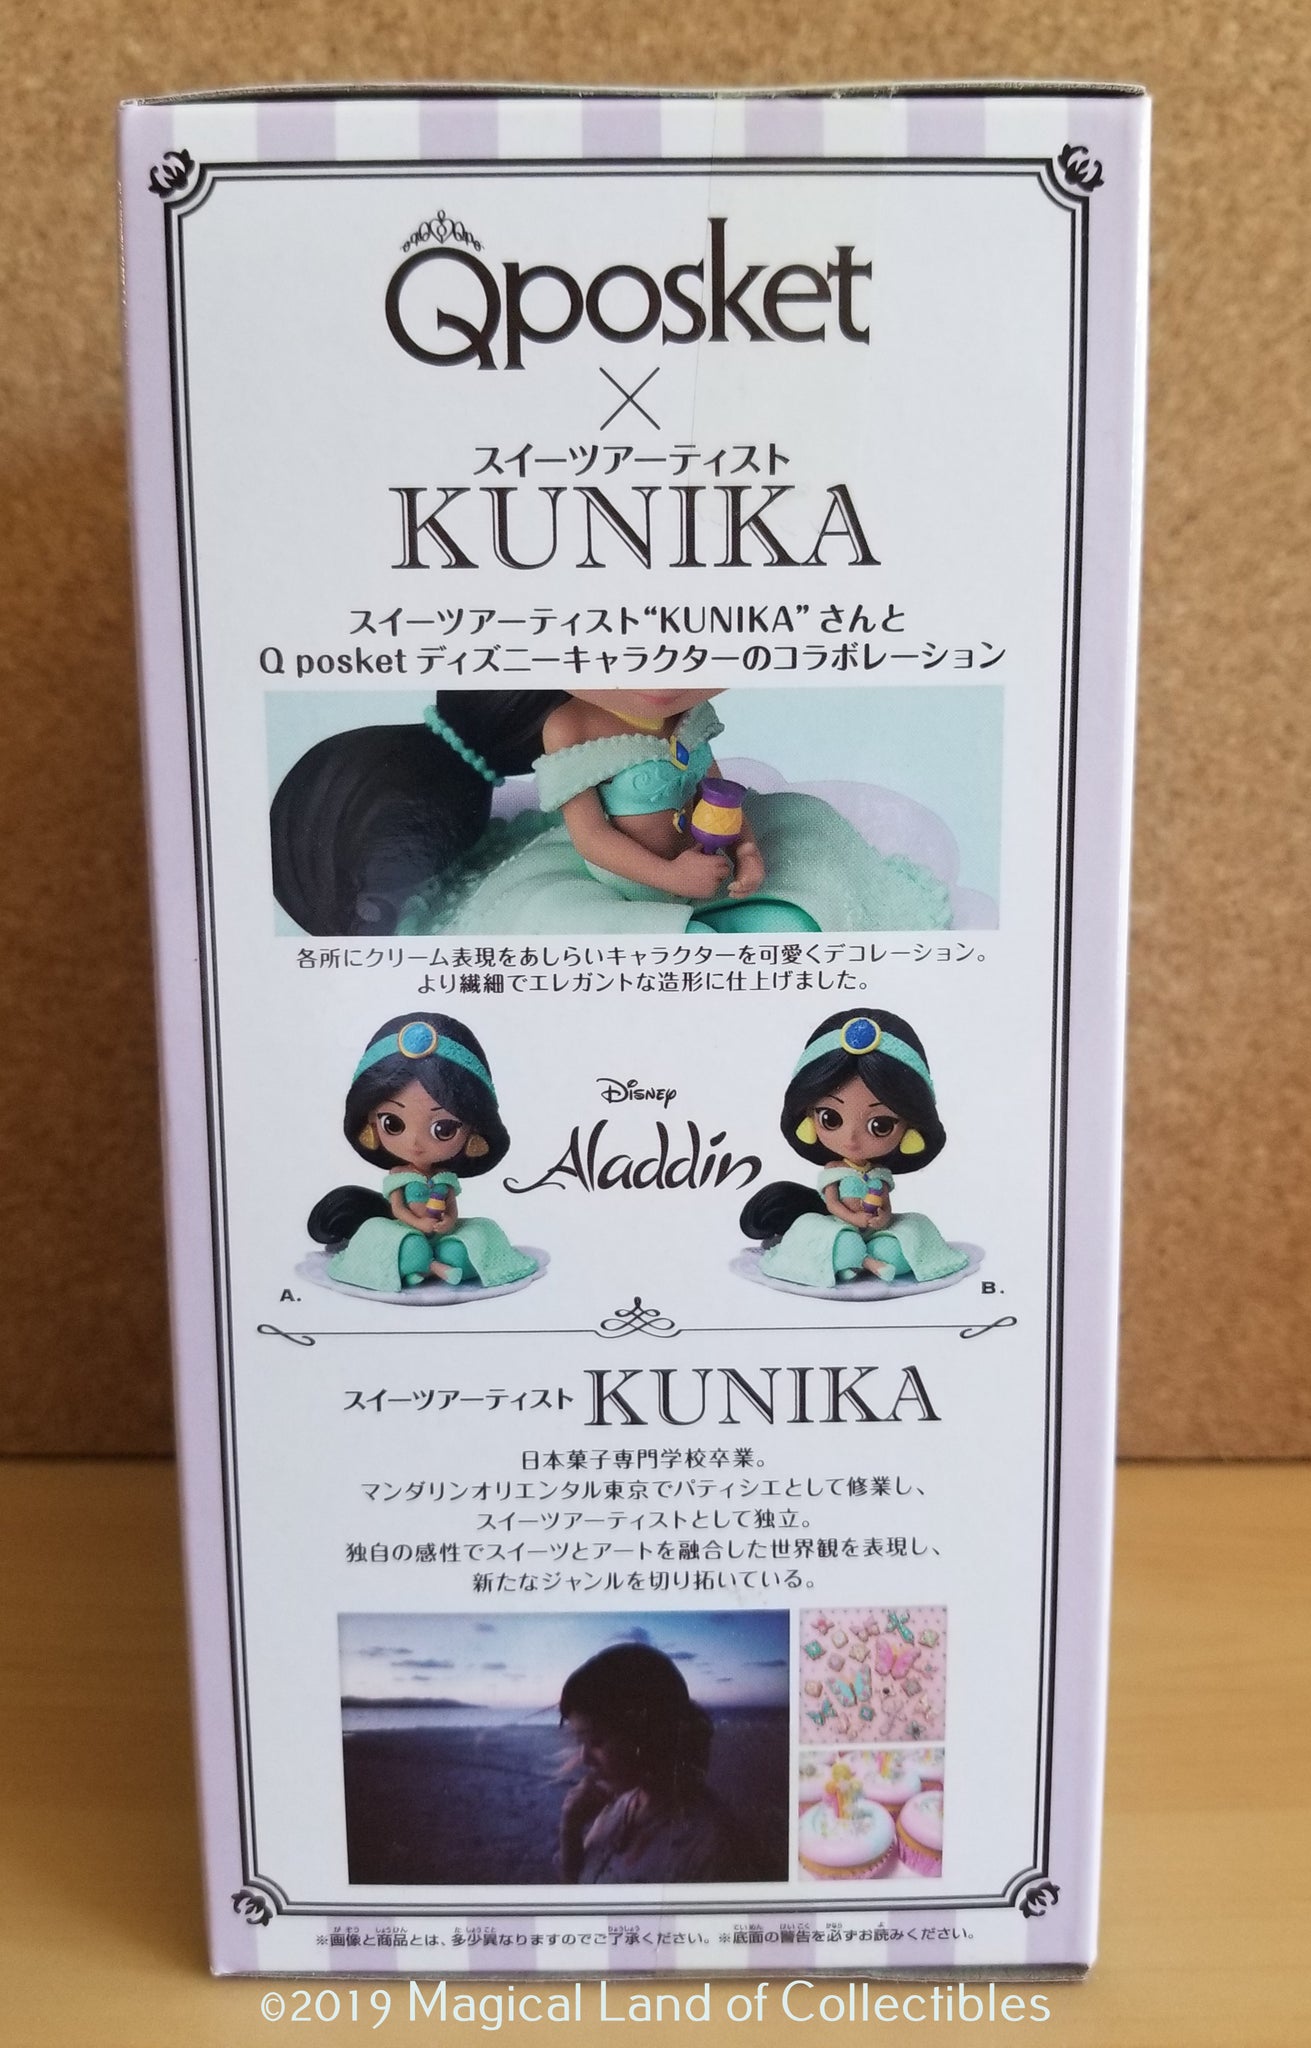 Qposket
×
スイーツアーティスト
KUNIKA
スイーツアーティスト“KUNIKA”さんと
Q posket ディズニーキャラクターのコラボレーション
各所にクリーム表現をあしらいキャラクターを可愛くデコレーション。
より繊細でエレガントな造形に仕上げました。
Disney
Aladdin
A.
B.
スイーツアーティスト KUNIKA
日本菓子専門学校卒業。
マンダリンオリエンタル東京でパティシエとして修業し、
スイーツアーティストとして独立。
独自の感性でスイーツとアートを融合した世界観を表現し、
新たなジャンルを切り拓いている。
※画像と商品とは、多少異なりますのでご了承ください。※底面の警告を必ずお読みください。
©2019 Magical Land of Collectibles